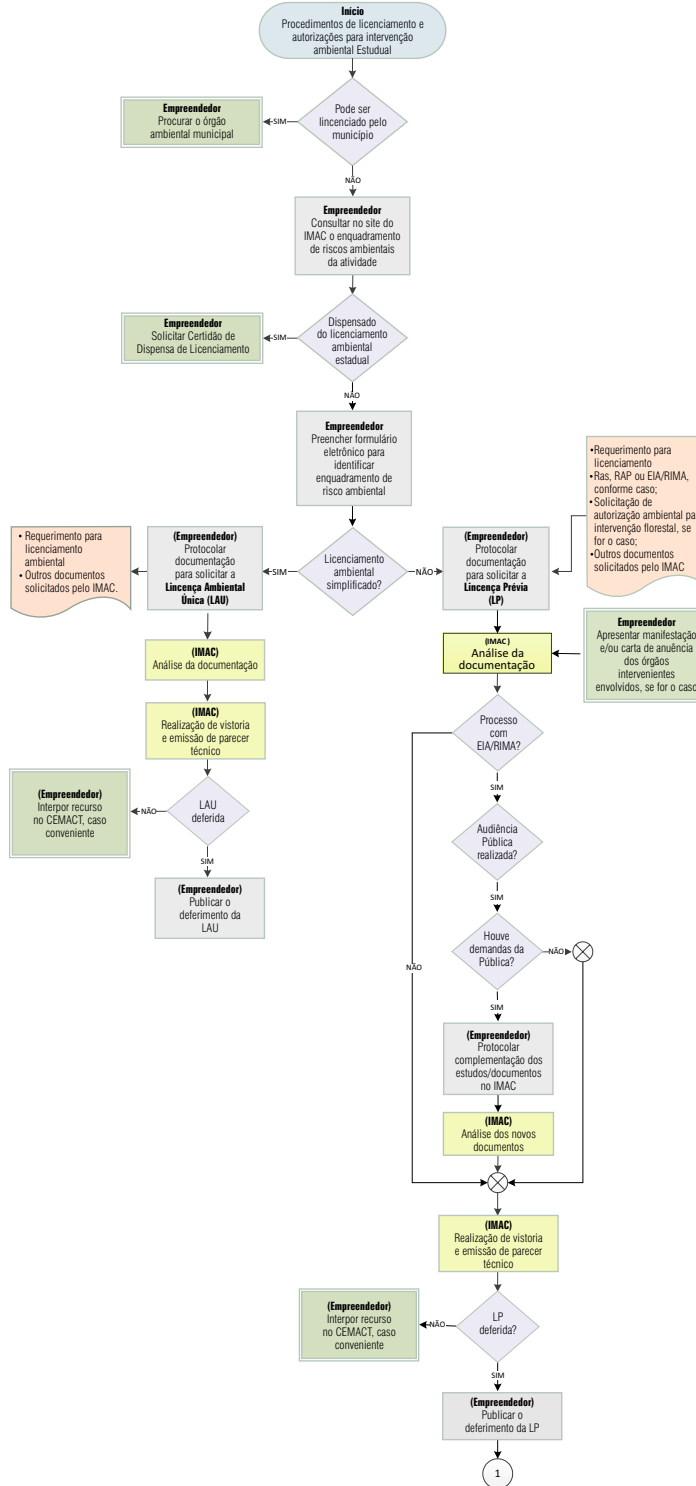 Início
Procedimentos de licenciamento e
autorizações para intervenção
ambiental Estudual
Pode ser
lincenciado pelo
município
SIM
Empreendedor
Procurar o órgão
ambiental municipal
NÃO
Empreendedor
Consultar no site do
IMAC o enquadramento
de riscos ambientais
da atividade
Dispensado
do licenciamento
ambiental
estadual
SIM
Empreendedor
Solicitar Certidão de
Dispensa de Licenciamento
NÃO
Empreendedor
Preencher formulário
eletrônico para
identificar
enquadramento de
risco ambiental
Licenciamento
ambiental
simplificado?
SIM
(Empreendedor)
Protocolar
documentação
para solicitar a
Lincença Ambiental
Única (LAU)
• Requerimento para
licenciamento
ambiental
• Outros documentos
solicitados pelo IMAC.
(IMAC)
Análise da documentação
(IMAC)
Realização de vistoria
e emissão de parecer
técnico
LAU
deferida
NÃO
(Empreendedor)
Interpor recurso
no CEMACT, caso
conveniente
SIM
(Empreendedor)
Publicar o
deferimento da
LAU
NÃO
(Empreendedor)
Protocolar
documentação
para solicitar a
Lincença Prévia
(LP)
•Requerimento para
licenciamento
•Ras, RAP ou EIA/RIMA,
conforme caso;
•Solicitação de
autorização ambiental pa
intervenção florestal, se
for o caso;
•Outros documentos
solicitados pelo IMAC
(IMAC)
Análise da
documentação
Empreendedor
Apresentar manifestação
e/ou carta de anuência
dos órgãos
intervenientes
envolvidos, se for o caso
Processo
com
EIA/RIMA?
SIM
Audiência
Pública
realizada?
SIM
Houve
demandas da
Pública?
NÃO
NÃO
SIM
(Empreendedor)
Protocolar
complementação dos
estudos/documentos
no IMAC
(IMAC)
Análise dos novos
documentos
(IMAC)
Realização de vistoria
e emissão de parecer
técnico
LP
deferida?
NÃO
(Empreendedor)
Interpor recurso
no CEMACT, caso
conveniente
SIM
(Empreendedor)
Publicar o
deferimento da LP
1